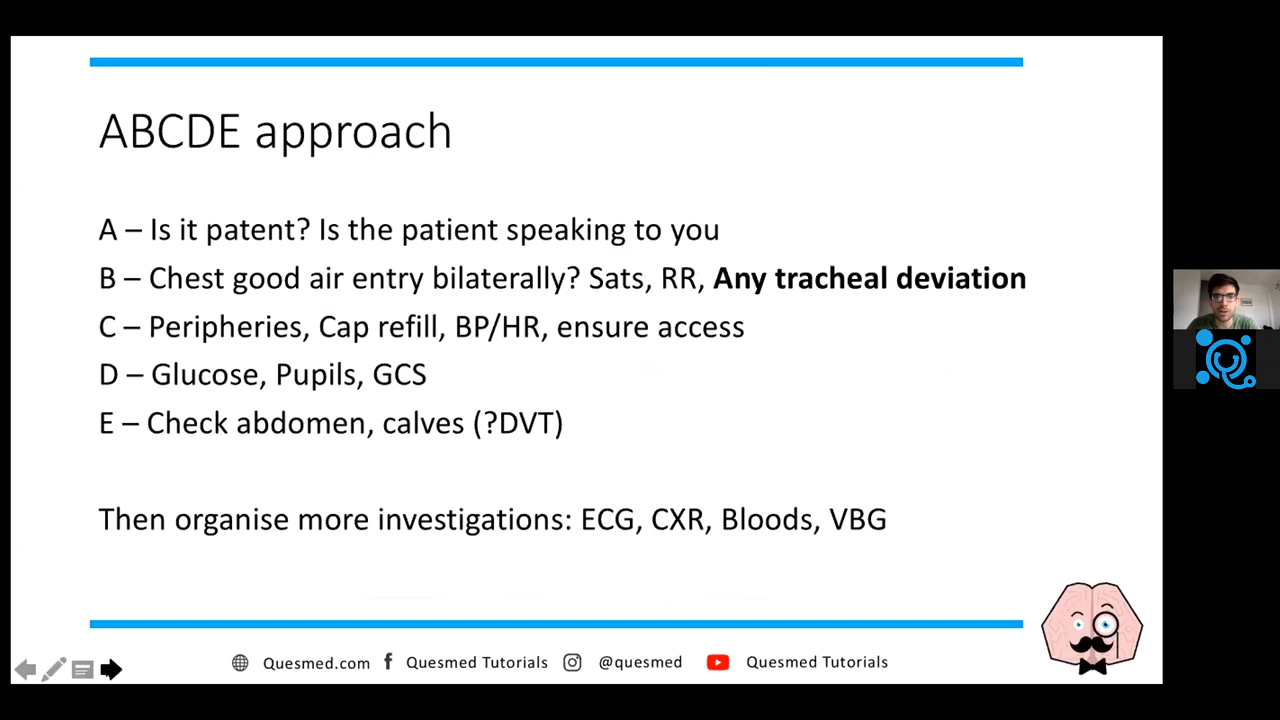 ABCDE approach
A – Is it patent? Is the patient speaking to you
B – Chest good air entry bilaterally? Sats, RR, Any tracheal deviation
C – Peripheries, Cap refill, BP/HR, ensure access
D – Glucose, Pupils, GCS
E – Check abdomen, calves (?DVT)
Then organise more investigations: ECG, CXR, Bloods, VBG
Quesmed.com Quesmed Tutorials @quesmed Quesmed Tutorials